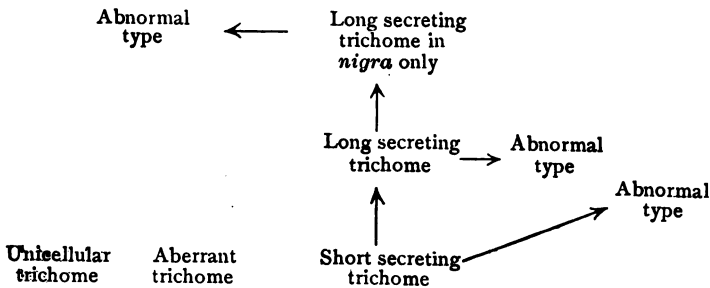 Abnormal
type
Long secreting
trichome in
nigra only
Long secreting
trichome
Abnormal
type
Abnormal
type
Unicellular
trichome
Aberrant
trichome
Short secreting
trichome